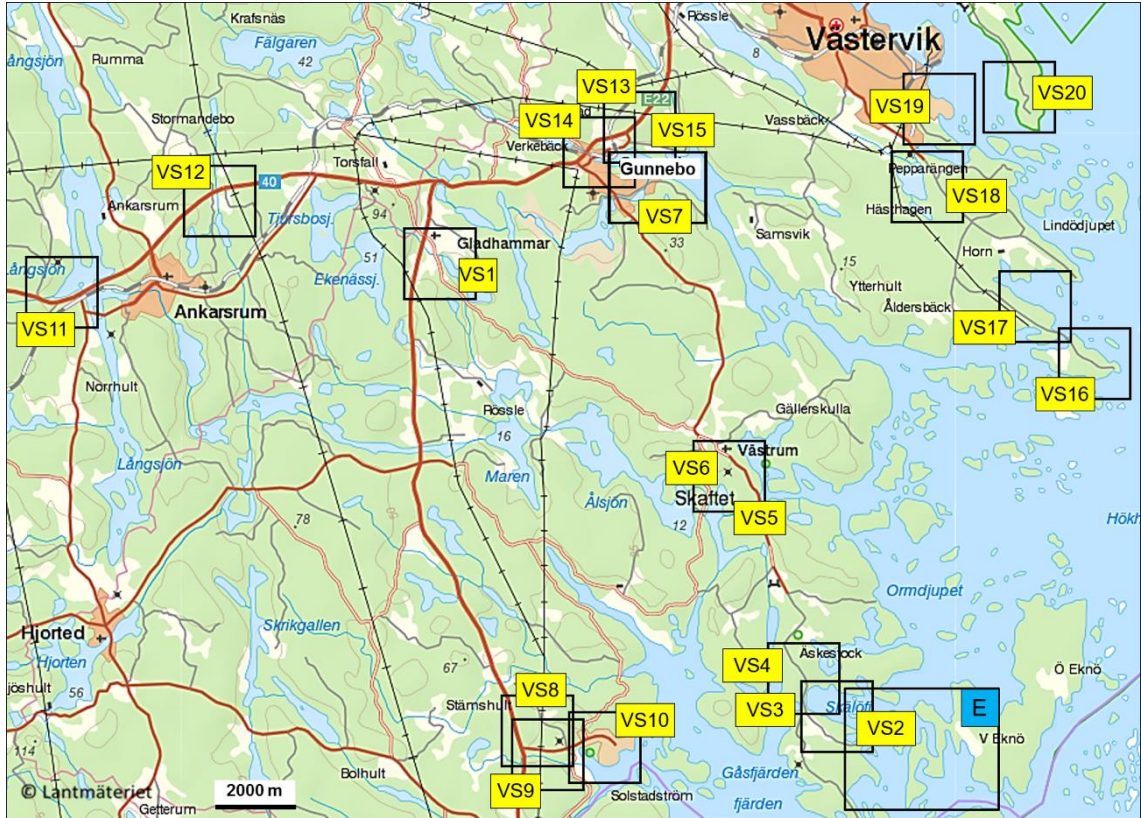 Krafsnäs
Rössle
Västervik
Långsjön
Rumma
Fälgaren
42
8
VS13
E22
VS19
VS20
Stormandebo
VS14
Verkebäck
VS15
Vassbäck
VS12
Torsfall
Gunnebo
Pepparängen
40
VS18
Ankarsrum
94
VS7
Hästhagen
Tjursbosj.
Samsvik
Lindödjupet
Gladhammar
33
Horn
51
Långsjön
Ekenässj.
VS1
15
Ytterhult
Åldersbäck
Ankarsrum
VS11
VS17
Norrhult
VS16
Rössle
Gällerskulla
16
Västrum
Långsjön
VS6
Maren
Ålsjön
Skaftet
VS5
78
12
Hökh
Ormdjupet
Skrikgallen
Hjorted
Askestock
Hjorten
67
VS4
Ö Eknö
jöshult
56
VS8
Stämshult
VS3
Skälöfj
E
VS10
VS2
V Eknö
114
Bolhult
Gåsfjärden
VS9
© Lantmäteriet
2000 m
Solstadström
fjärden
Getterum